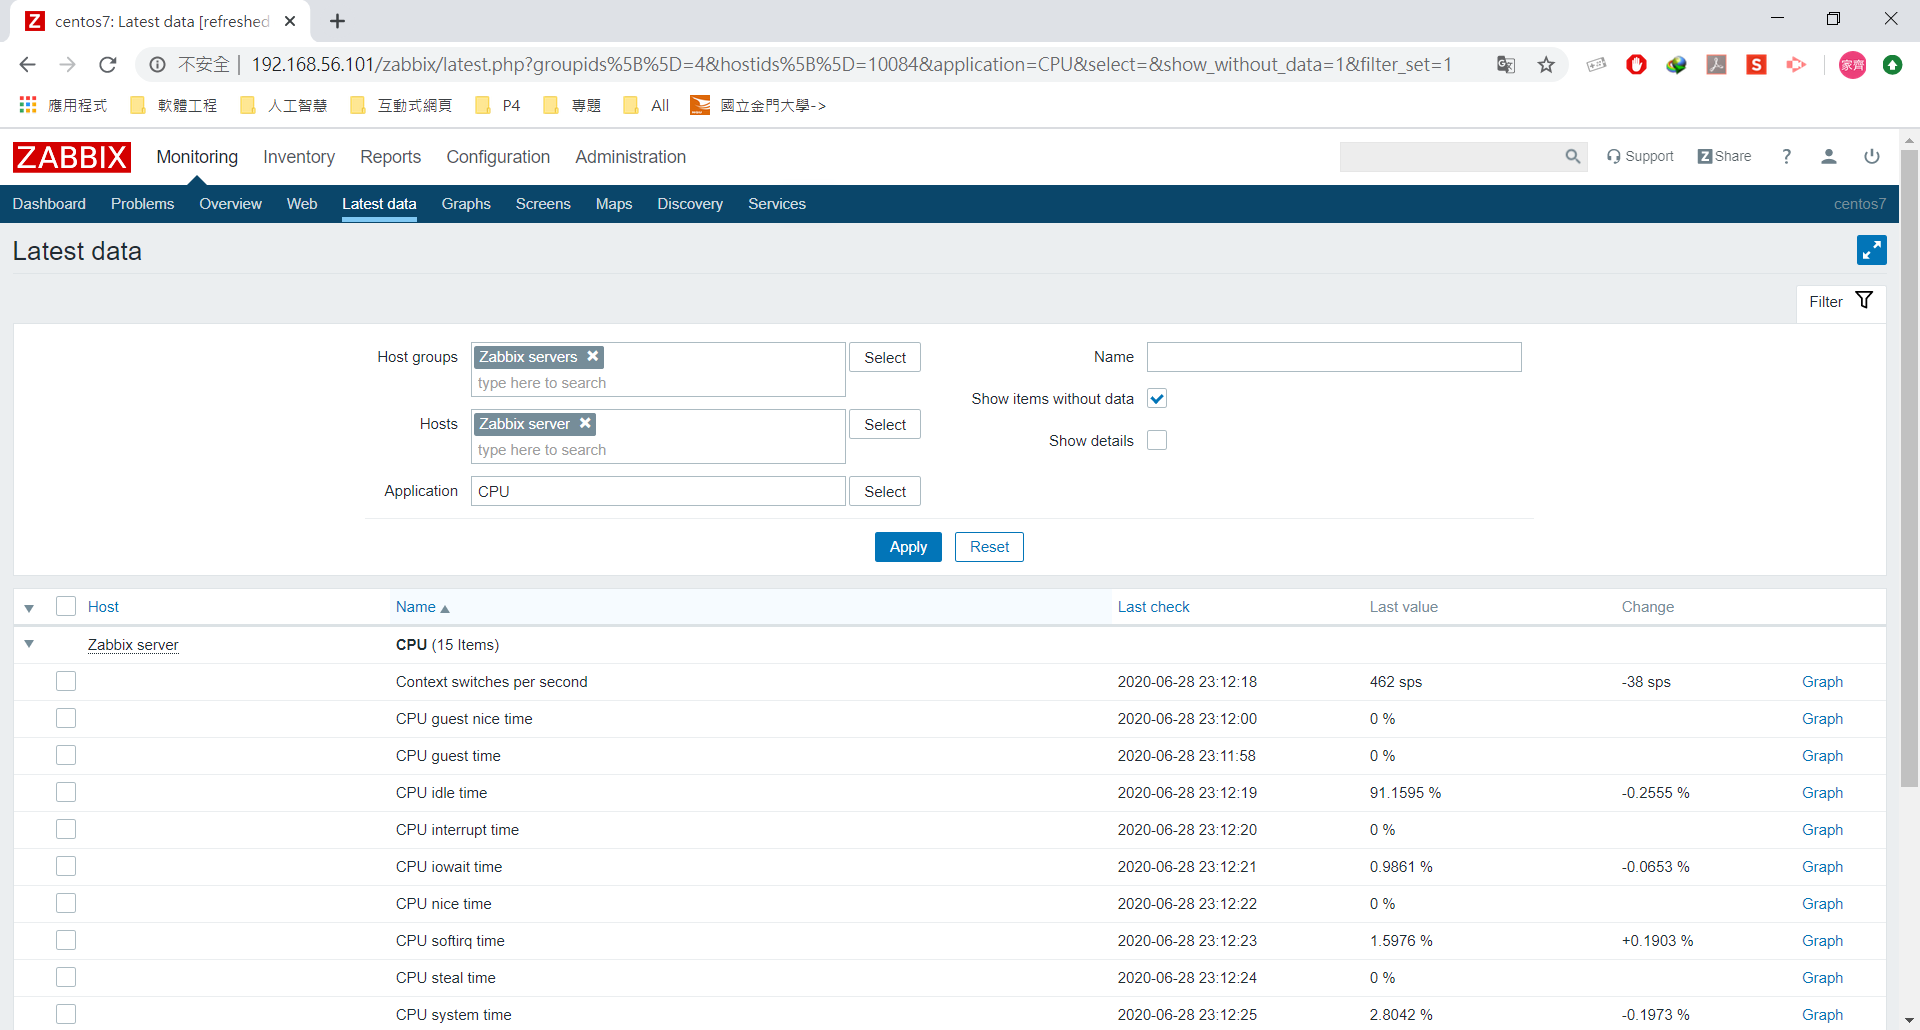 Z centos7: Latest data [refreshed
不安全 | 192.168.56.101/zabbix/latest.php?groupids%5B%5D=4&hostids%5B%5D=10084&application=CPU&select=&show_without_data=1&filter_set=1 家齊
應用程式 軟體工程 人工智慧 互動式網頁 P4 專題 All 國立金門大學->
ZABBIX Monitoring Inventory Reports Configuration Administration Support Z Share ?
Dashboard Problems Overview Web Latest data Graphs Screens Maps Discovery Services centos7
Latest data
Filter
Host groups Zabbix servers Select Name
type here to search
Show items without data
Hosts Zabbix server Select
type here to search
Show details
Application CPU Select
Apply Reset
Host Name Last check Last value Change
Zabbix server CPU (15 Items)
Context switches per second 2020-06-28 23:12:18 462 sps -38 sps Graph
CPU guest nice time 2020-06-28 23:12:00 0 % Graph
CPU guest time 2020-06-28 23:11:58 0 % Graph
CPU idle time 2020-06-28 23:12:19 91.1595 % -0.2555 % Graph
CPU interrupt time 2020-06-28 23:12:20 0 % Graph
CPU iowait time 2020-06-28 23:12:21 0.9861 % -0.0653 % Graph
CPU nice time 2020-06-28 23:12:22 0 % Graph
CPU softirq time 2020-06-28 23:12:23 1.5976 % +0.1903 % Graph
CPU steal time 2020-06-28 23:12:24 0 % Graph
CPU system time 2020-06-28 23:12:25 2.8042 % -0.1973 % Graph